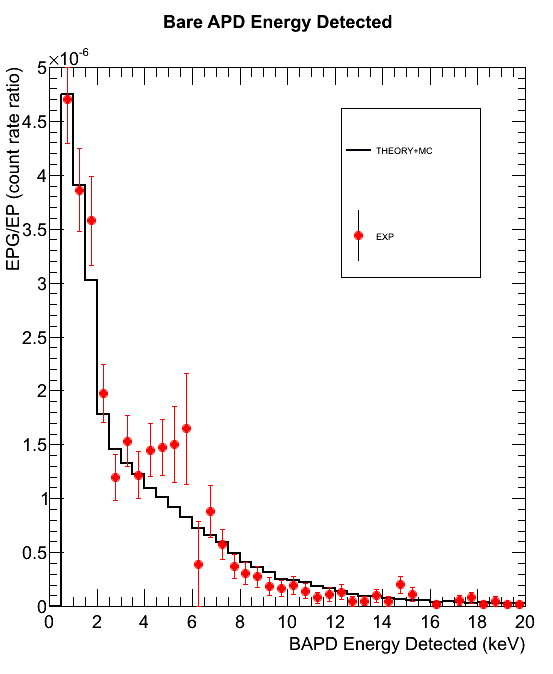 Bare APD Energy Detected
×10-6
EPG/EP (count rate ratio)
5
4.5
4
3.5
3
2.5
2
1.5
1
0.5
0
THEORY+MC
EXP
0 2 4 6 8 10 12 14 16 18 20
BAPD Energy Detected (keV)